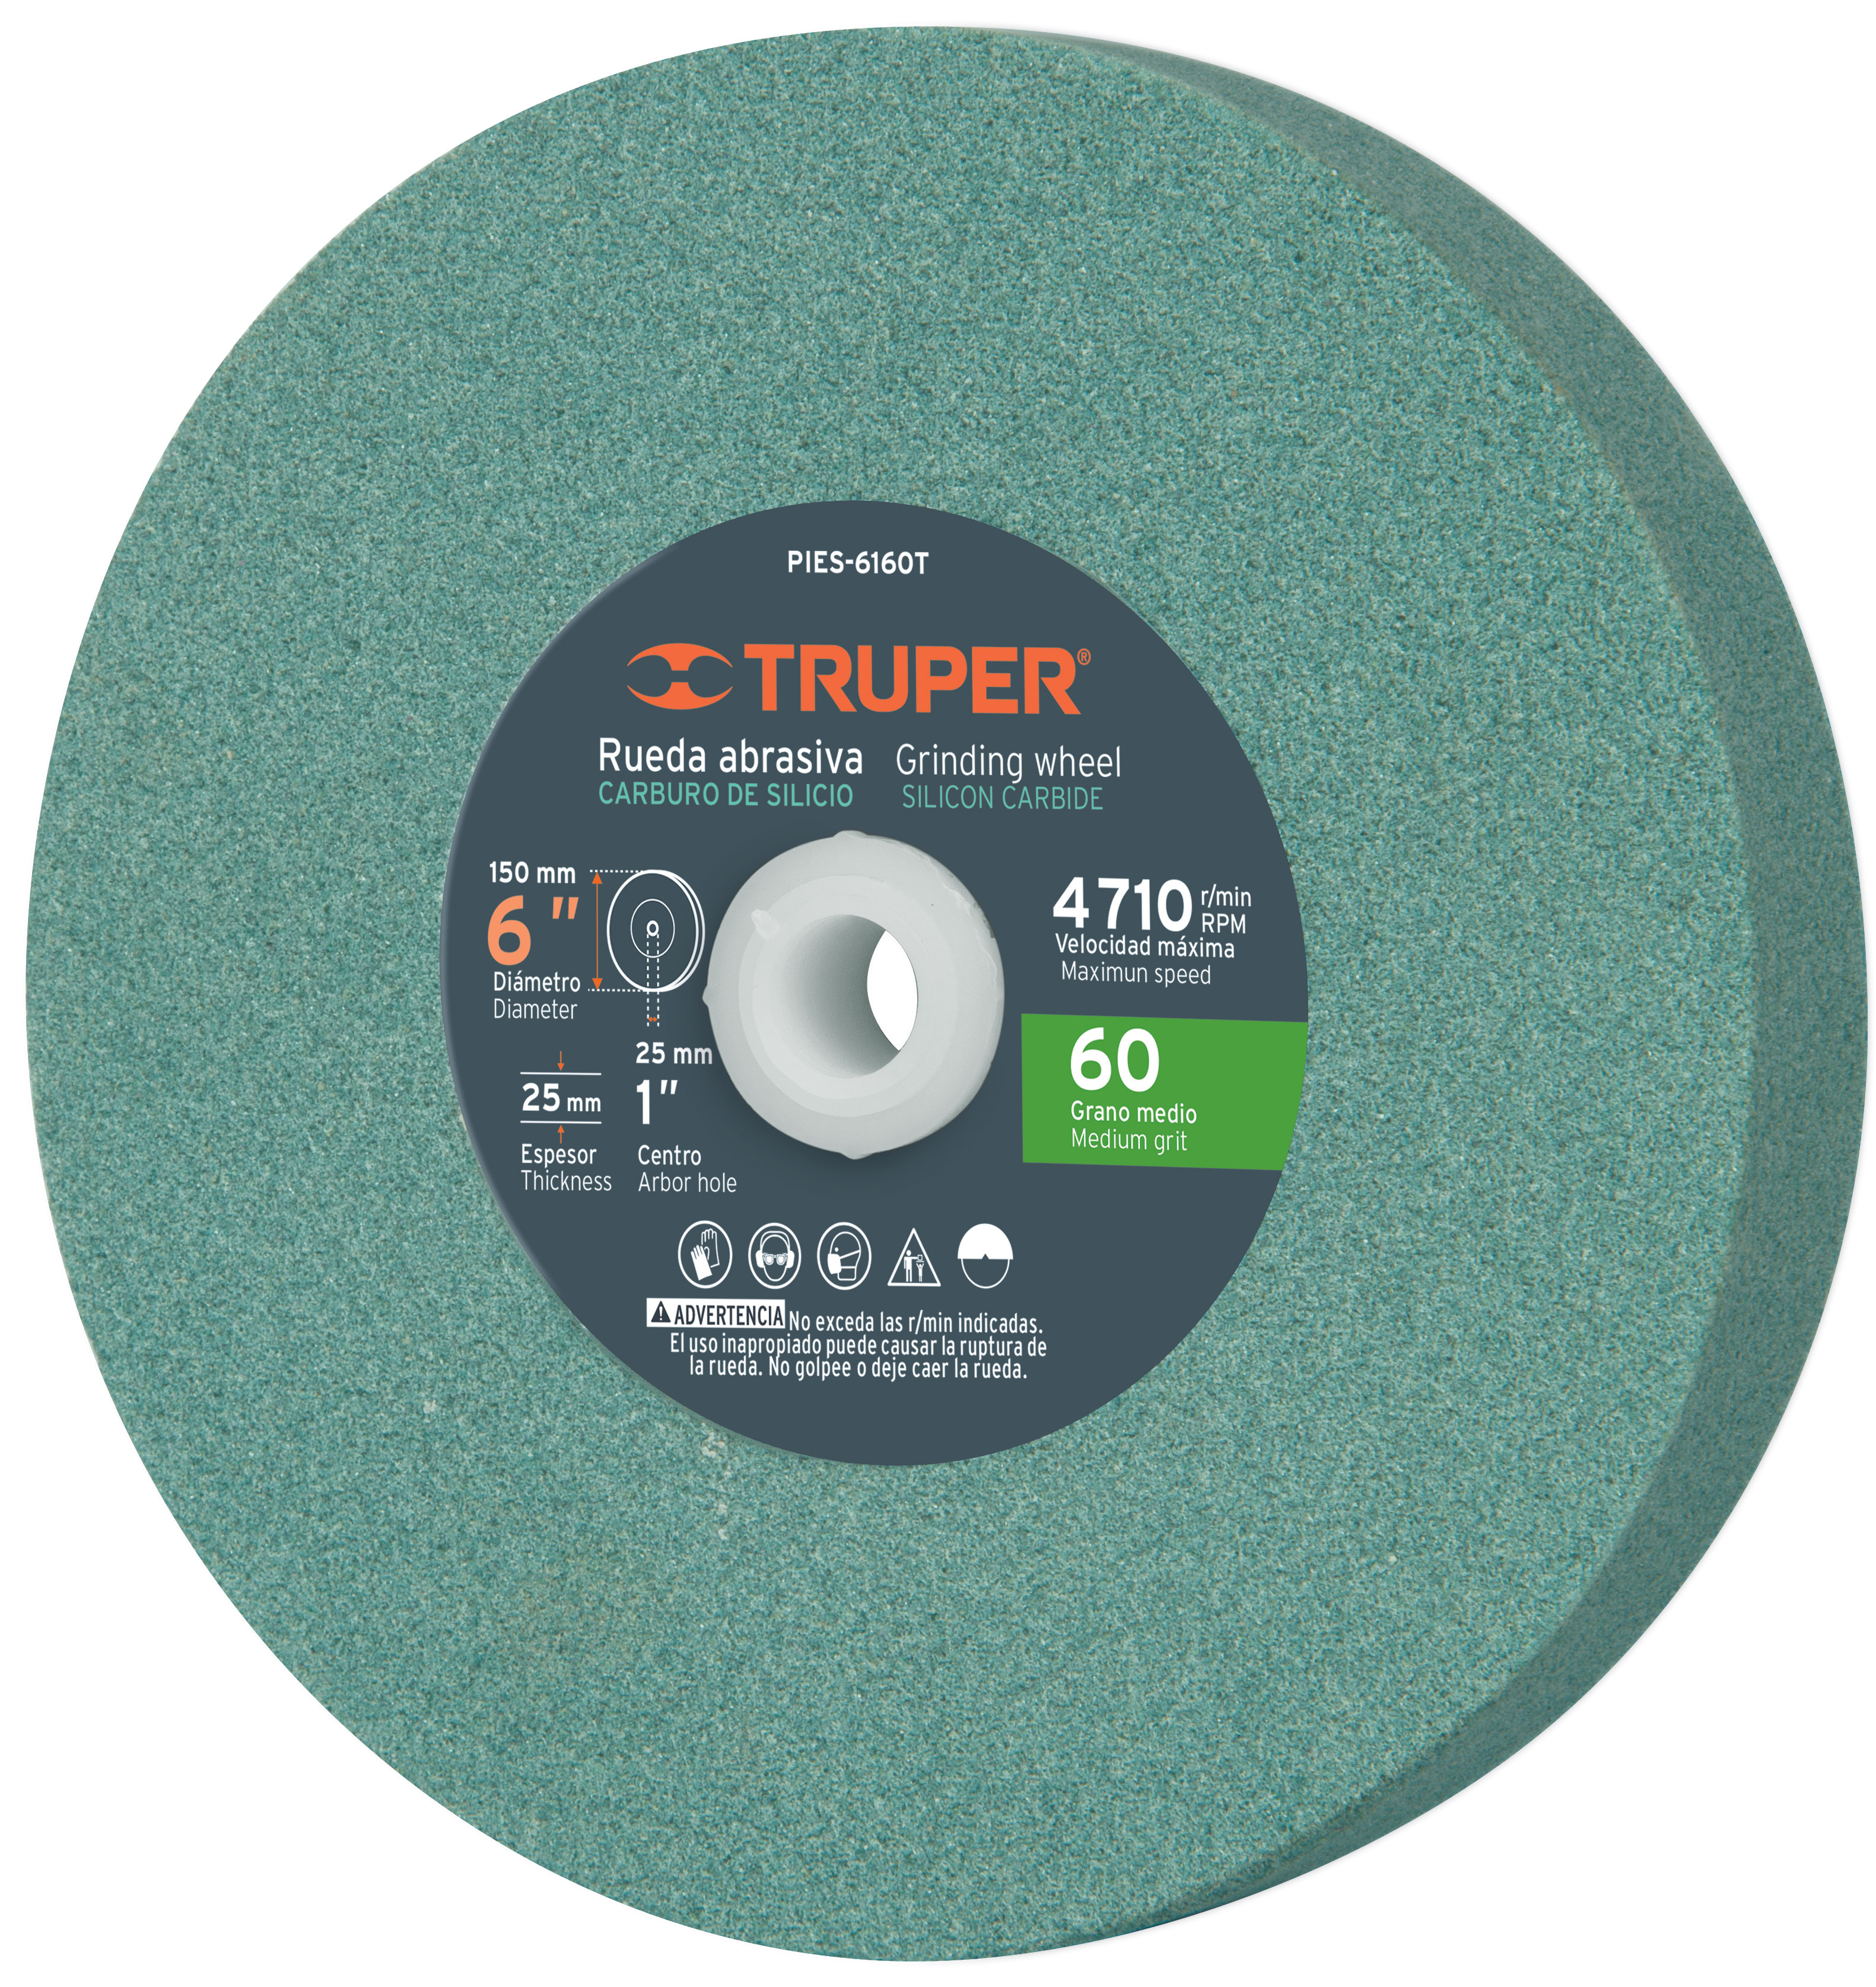 PIES-6160T
TRUPER®
Rueda abrasiva
CARBURO DE SILICIO
Grinding wheel
SILICON CARBIDE
150 mm
6"
Diámetro
Diameter
25 mm
Espesor
Thickness
25 mm
1"
Centro
Arbor hole
4 710 r/min
RPM
Velocidad máxima
Maximun speed
60
Grano medio
Medium grit
ADVERTENCIA No exceda las r/min indicadas.
El uso inapropiado puede causar la ruptura de
la rueda. No golpee o deje caer la rueda.